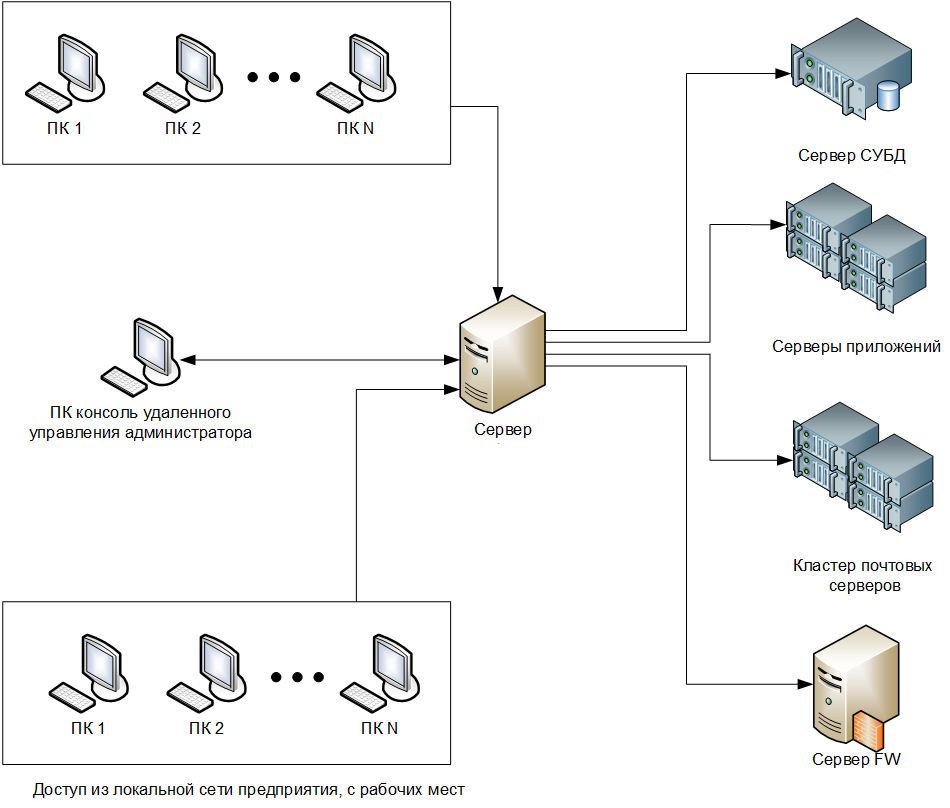 ПК 1
ПК 2
ПК N
Сервер СУБД
Серверы приложений
ПК консоль удаленного
управления администратора
Сервер
Кластер почтовых
серверов
ПК 1
ПК 2
ПК N
Сервер FW
Доступ из локальной сети предприятия, с рабочих мест